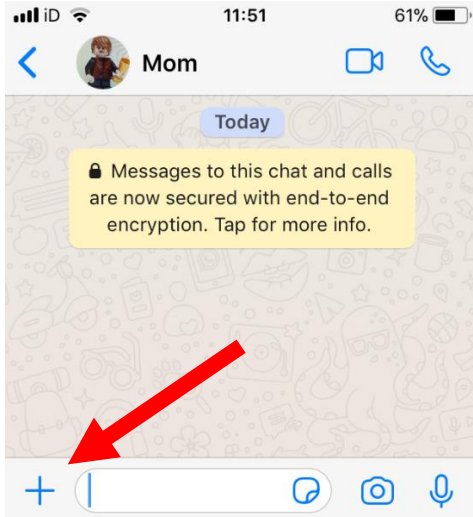 iD 11:51 61%
Mom
Today
Messages to this chat and calls
are now secured with end-to-end
encryption. Tap for more info.